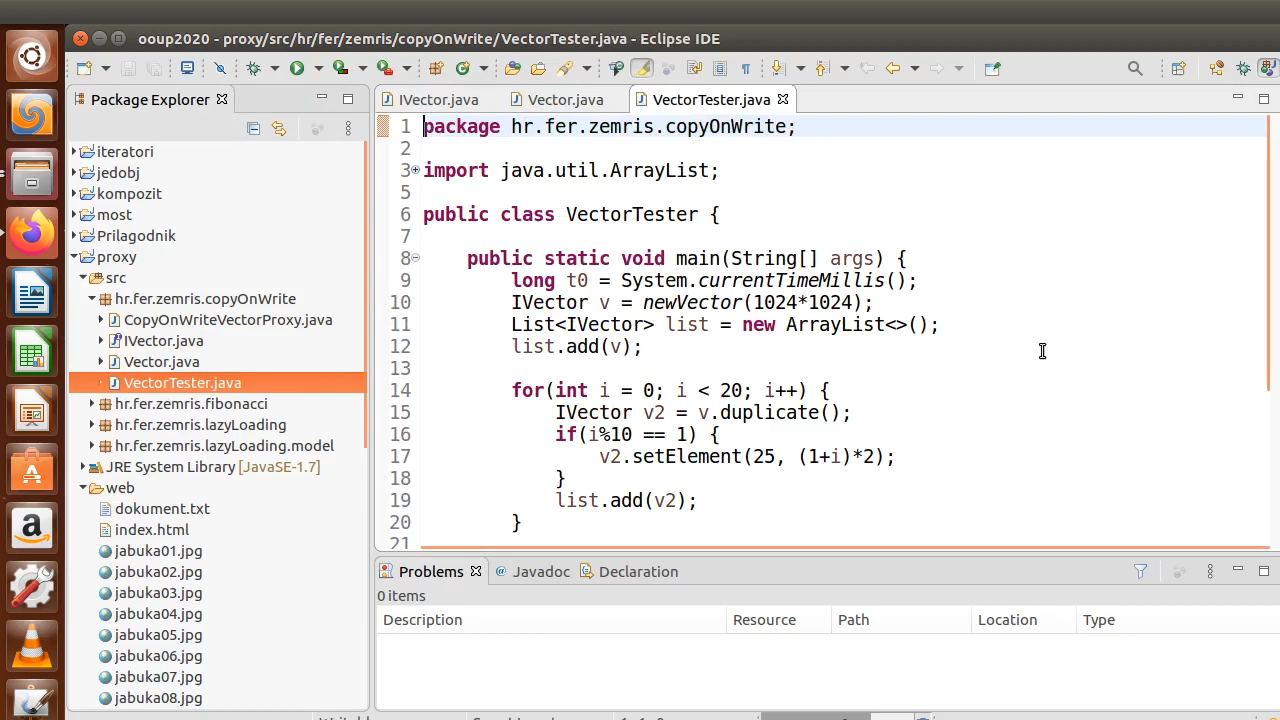 ooup2020 - proxy/src/hr/fer/zemris/copyOnWrite/VectorTester.java - Eclipse IDE
Package Explorer
IVector.java
Vector.java
VectorTester.java
iteratori
jedobj
kompozit
most
Prilagodnik
proxy
src
hr.fer.zemris.copyOnWrite
CopyOnWriteVectorProxy.java
IVector.java
Vector.java
VectorTester.java
hr.fer.zemris.fibonacci
hr.fer.zemris.lazyLoading
hr.fer.zemris.lazyLoading.model
JRE System Library [JavaSE-1.7]
web
dokument.txt
index.html
jabuka01.jpg
jabuka02.jpg
jabuka03.jpg
jabuka04.jpg
jabuka05.jpg
jabuka06.jpg
jabuka07.jpg
jabuka08.jpg
1 package hr.fer.zemris.copyOnWrite;
2
3 import java.util.ArrayList;
5
6 public class VectorTester {
7
8 public static void main(String[] args) {
9 long t0 = System.currentTimeMillis();
10 IVector v = newVector(1024*1024);
11 List<IVector> list = new ArrayList<>();
12 list.add(v);
13
14 for(int i = 0; i < 20; i++) {
15 IVector v2 = v.duplicate();
16 if(i%10 == 1) {
17 v2.setElement(25, (1+i)*2);
18 }
19 list.add(v2);
20 }
21
Problems
Javadoc
Declaration
0 items
Description Resource Path Location Type